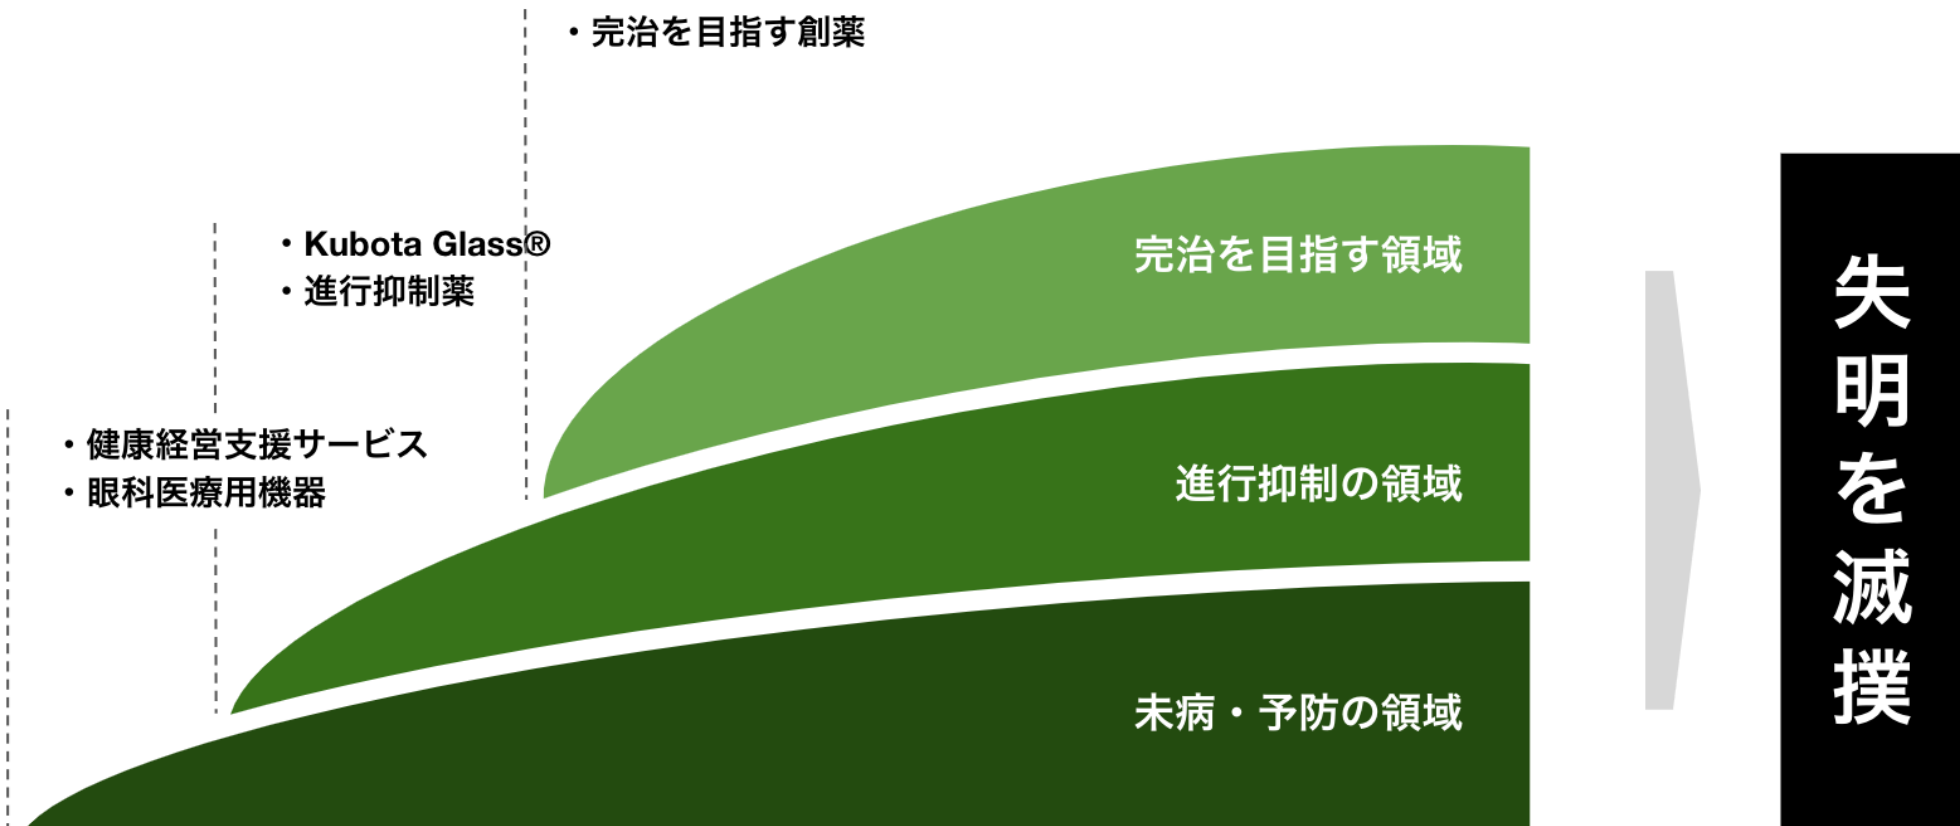 ・完治を目指す創薬
・Kubota Glass®
・進行抑制薬
・健康経営支援サービス
・眼科医療用機器
完治を目指す領域
進行抑制の領域
未病・予防の領域
失明を滅撲